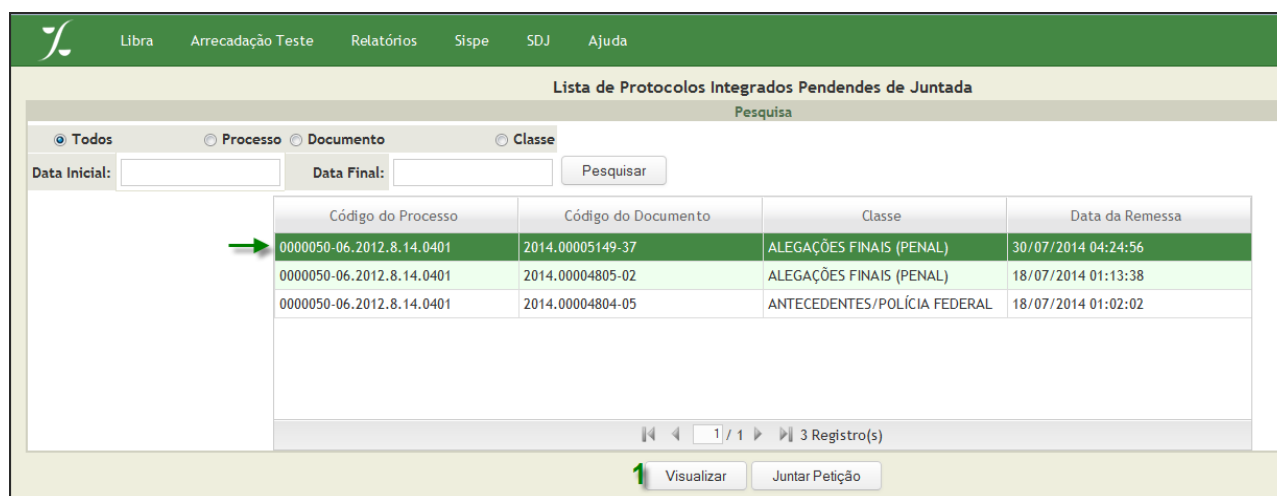 Libra Arrecadação Teste Relatórios Sispe SDJ Ajuda
Lista de Protocolos Integrados Pendendes de Juntada
Pesquisa
Todos Processo Documento Classe
Data Inicial: Data Final: Pesquisar
Código do Processo Código do Documento Classe Data da Remessa
0000050-06.2012.8.14.0401 2014.00005149-37 ALEGAÇÕES FINAIS (PENAL) 30/07/2014 04:24:56
0000050-06.2012.8.14.0401 2014.00004805-02 ALEGAÇÕES FINAIS (PENAL) 18/07/2014 01:13:38
0000050-06.2012.8.14.0401 2014.00004804-05 ANTECEDENTES/POLÍCIA FEDERAL 18/07/2014 01:02:02
1 / 1 3 Registro(s)
1 Visualizar Juntar Petição